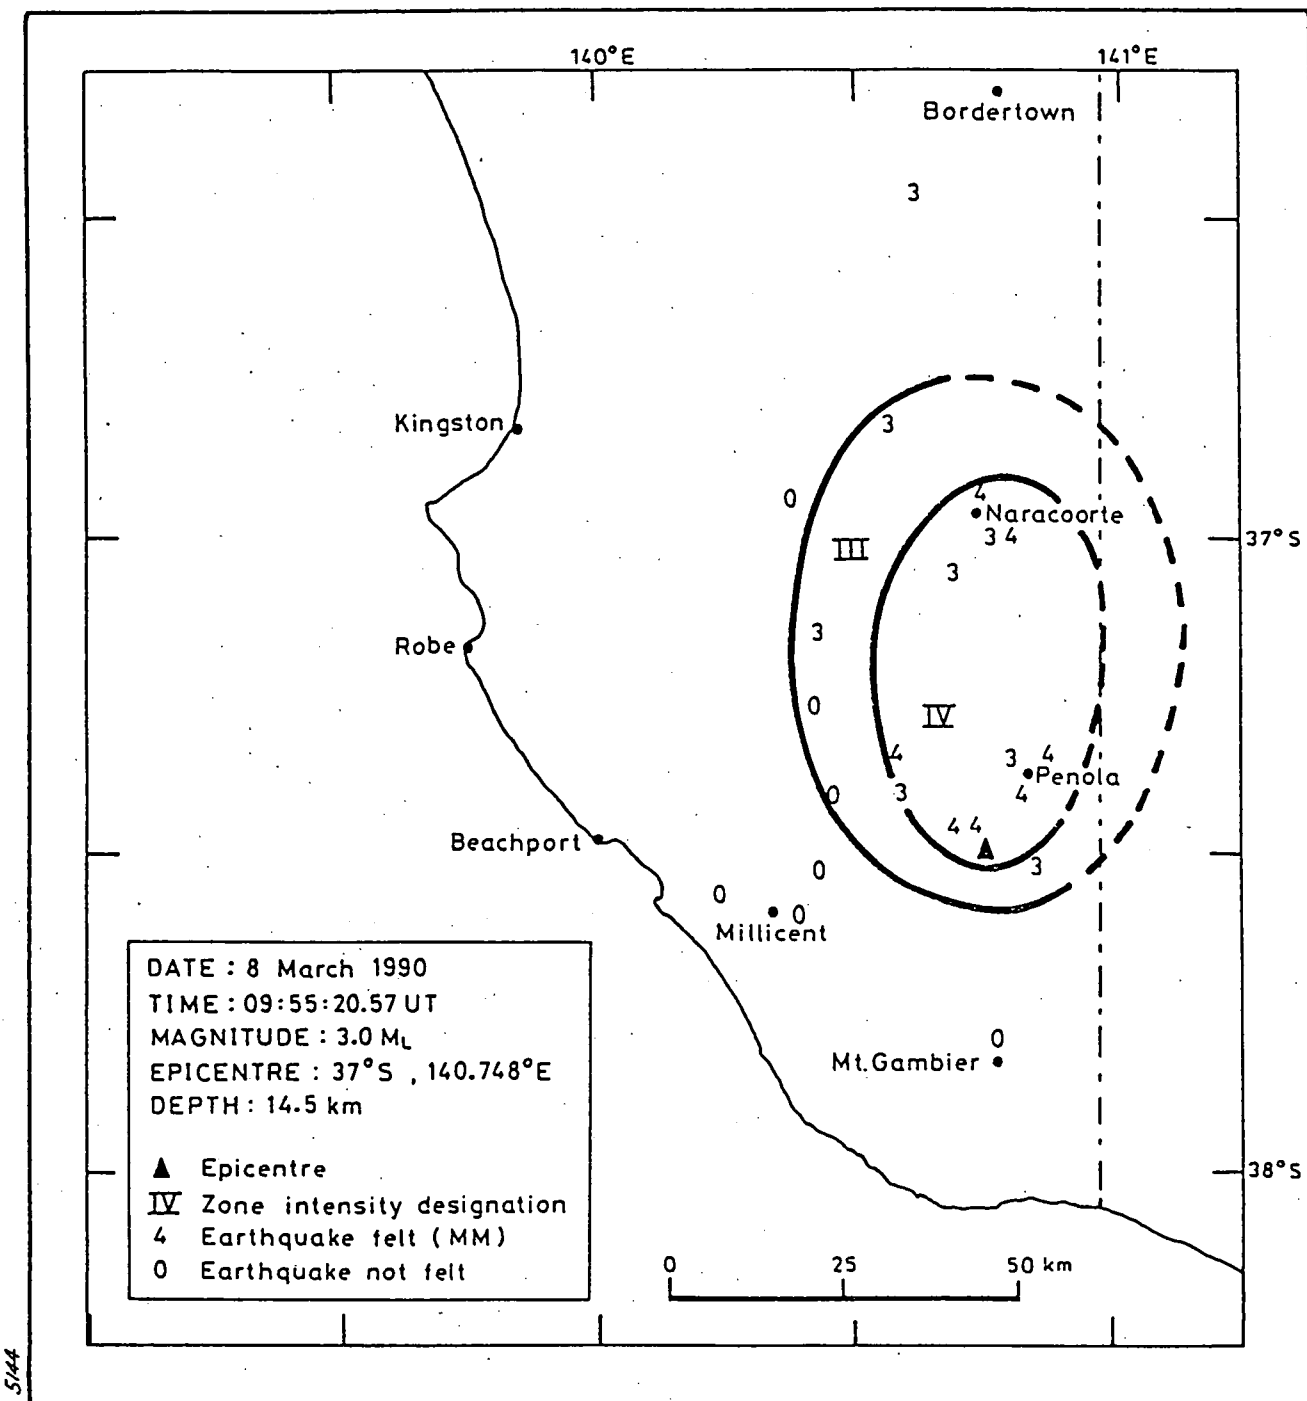 140°E 141°E
Bordertown
3
Kingston
3
0
4
Naracoorte
3 4
37°S
III
3
3
Robe
0
IV
4
3 4
Penola
3
4
0
4 4
Beachport
3
0
0
0
Millicent
DATE : 8 March 1990
TIME : 09:55:20.57 UT
MAGNITUDE : 3.0 ML
EPICENTRE : 37°S , 140.748°E
DEPTH : 14.5 km
0
Mt.Gambier
Epicentre
38°S
IV Zone intensity designation
4 Earthquake felt ( MM )
0 Earthquake not felt
0 25 50 km
5/44